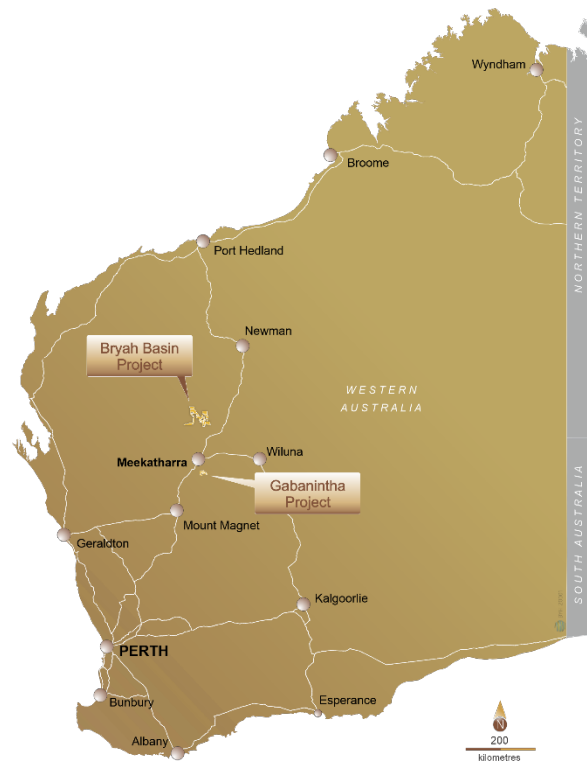 Wyndham
Broome
NORTHERN TERRITORY
Port Hedland
Newman
Bryah Basin
Project
WESTERN
AUSTRALIA
Meekatharra
Wiluna
Gabanintha
Project
Mount Magnet
Geraldton
SOUTH AUSTRALIA
Kalgoorlie
PERTH
Bunbury
Esperance
Albany
N
200
kilometres